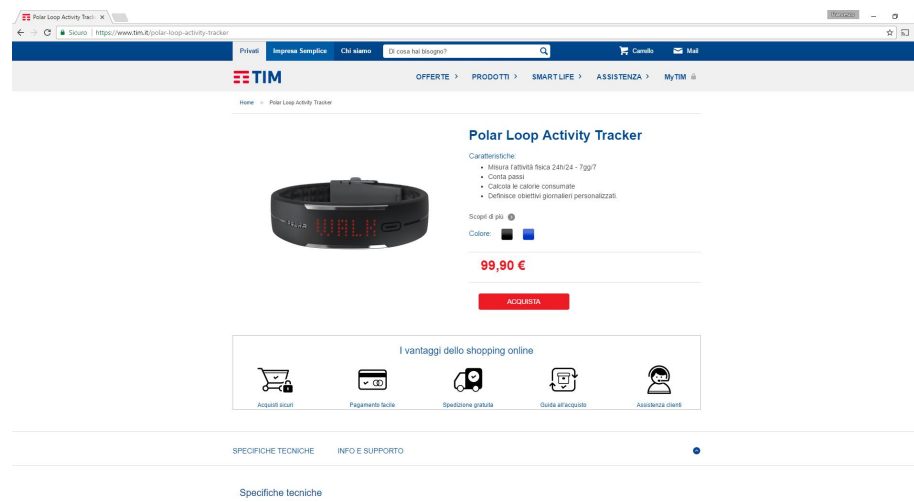 Polar Loop Activity Track
Francesco
Sicuro | https://www.tim.it/polar-loop-activity-tracker
Privati Impresa Semplice Chi siamo Di cosa hai bisogno? Carrello Mail
TIM OFFERTE > PRODOTTI > SMART LIFE > ASSISTENZA > MyTIM
Home > Polar Loop Activity Tracker
Polar Loop Activity Tracker
Caratteristiche:
• Misura l'attività fisica 24h/24 - 7gg/7
• Conta passi
• Calcola le calorie consumate
• Definisce obiettivi giornalieri personalizzati.
POLAR WALK
Scopri di più
Colore:
99,90 €
ACQUISTA
I vantaggi dello shopping online
Acquisti sicuri Pagamento facile Spedizione gratuita Guida all'acquisto Assistenza clienti
SPECIFICHE TECNICHE INFO E SUPPORTO
Specifiche tecniche